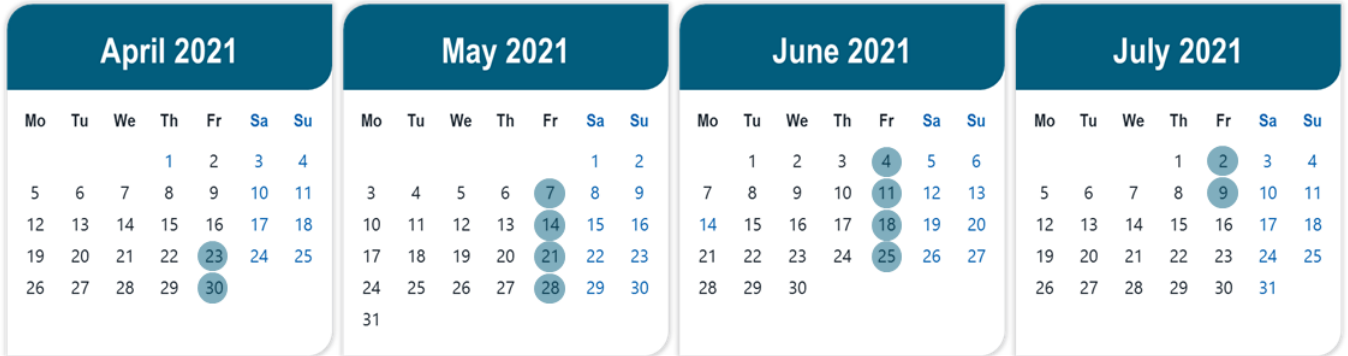 April 2021
Mo Tu We Th Fr Sa Su
1 2 3 4
5 6 7 8 9 10 11
12 13 14 15 16 17 18
19 20 21 22 23 24 25
26 27 28 29 30
May 2021
Mo Tu We Th Fr Sa Su
1 2
3 4 5 6 7 8 9
10 11 12 13 14 15 16
17 18 19 20 21 22 23
24 25 26 27 28 29 30
31
June 2021
Mo Tu We Th Fr Sa Su
1 2 3 4 5 6
7 8 9 10 11 12 13
14 15 16 17 18 19 20
21 22 23 24 25 26 27
28 29 30
July 2021
Mo Tu We Th Fr Sa Su
1 2 3 4
5 6 7 8 9 10 11
12 13 14 15 16 17 18
19 20 21 22 23 24 25
26 27 28 29 30 31